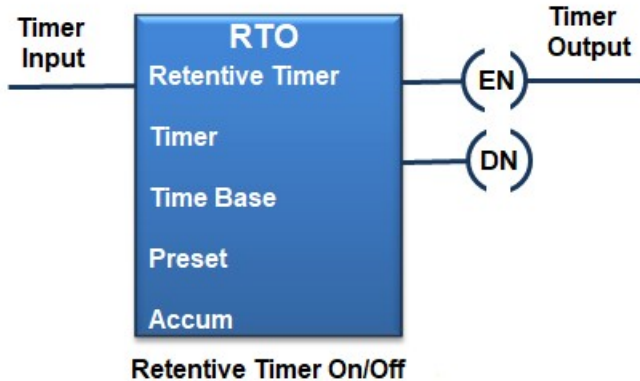 Timer
Input
RTO
Retentive Timer
Timer
Time Base
Preset
Accum
Timer
Output
EN
DN
Retentive Timer On/Off